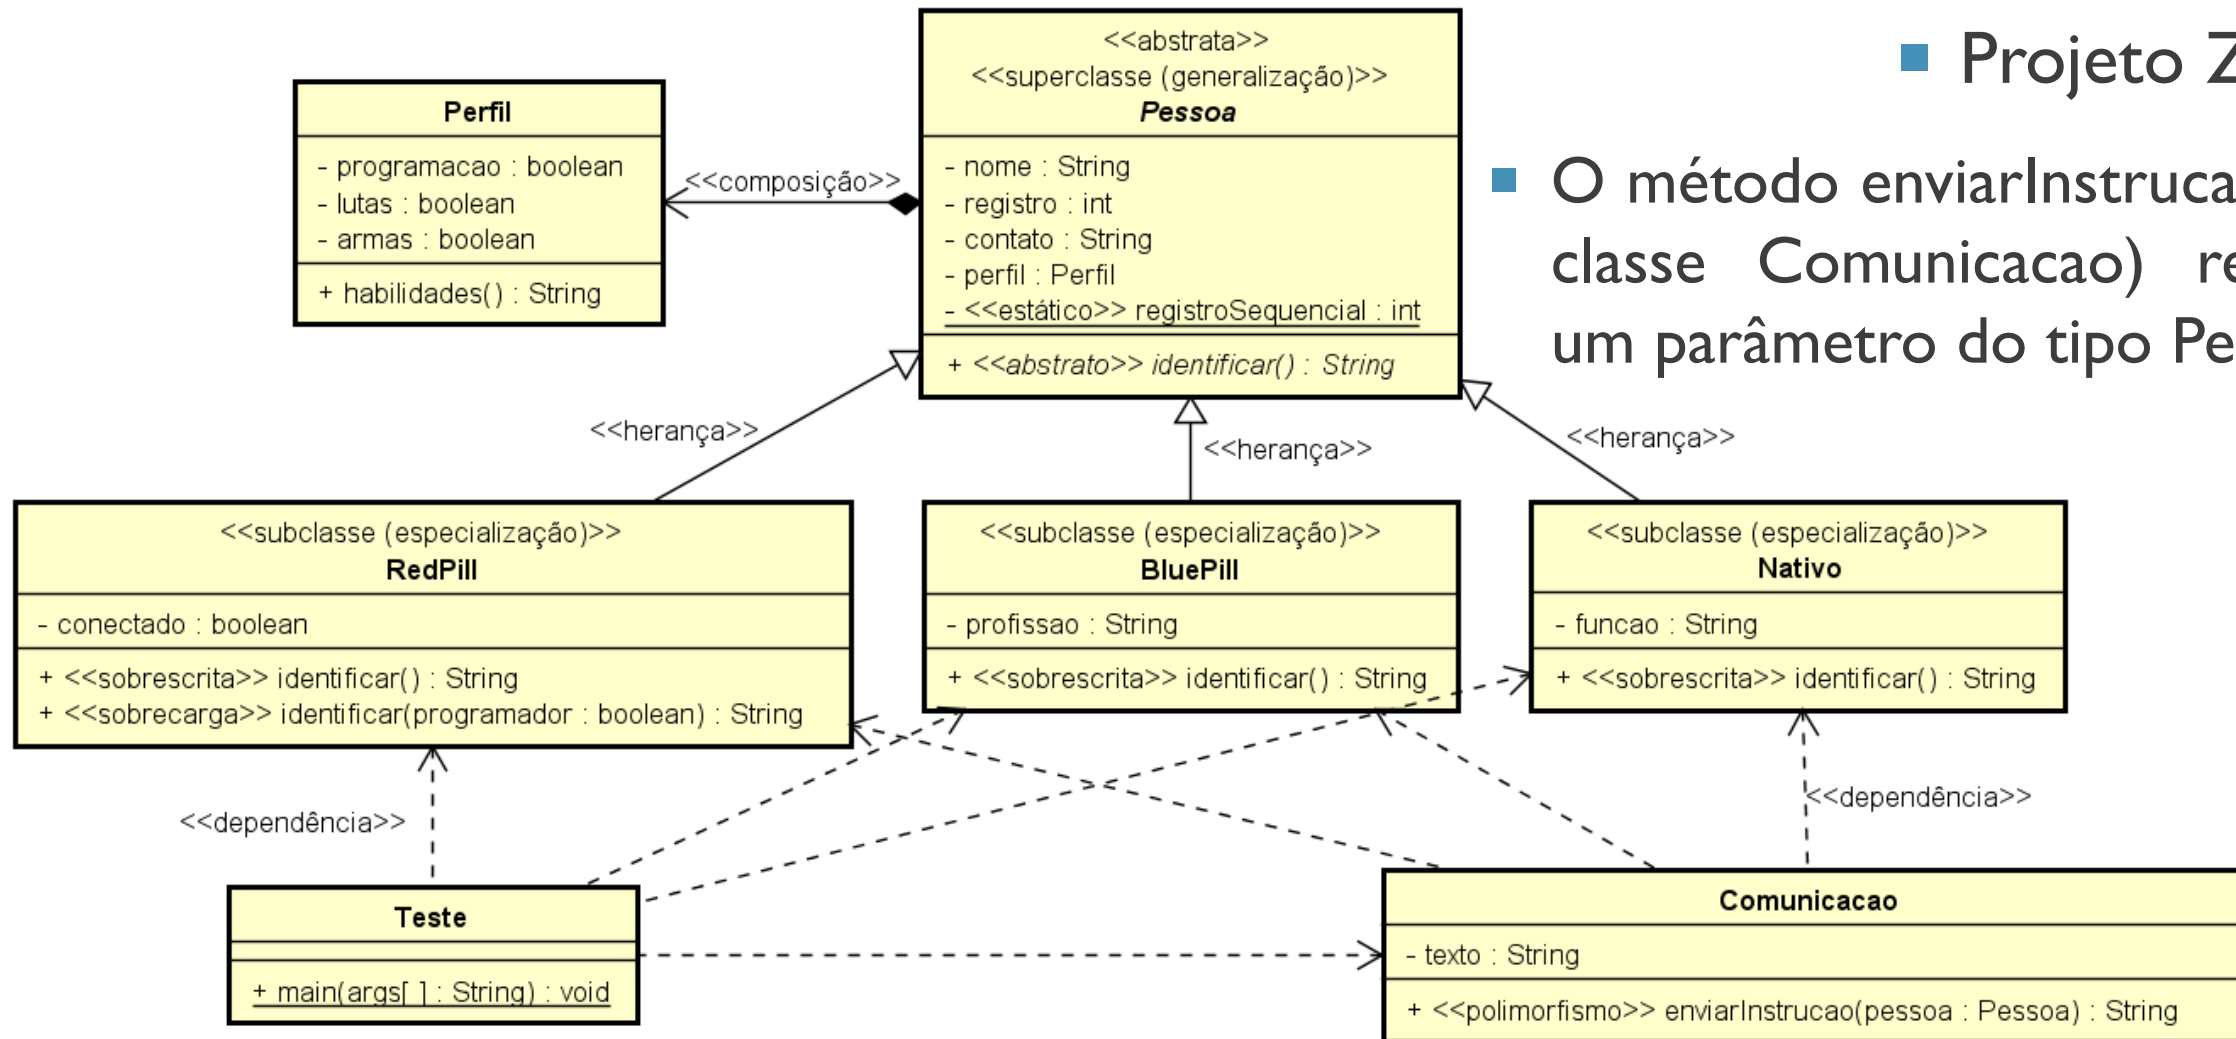 Projeto Z
O método enviarInstruca
classe Comunicacao) re
um parâmetro do tipo Pe
<<abstrata>>
<<superclasse (generalização)>>
Pessoa
- nome : String
- registro : int
- contato : String
- perfil : Perfil
- <<estático>> registroSequencial : int
+ <<abstrato>> identificar() : String
Perfil
- programacao : boolean
- lutas : boolean
- armas : boolean
+ habilidades() : String
<<composição>>
<<herança>>
<<herança>>
<<herança>>
<<subclasse (especialização)>>
RedPill
- conectado : boolean
+ <<sobrescrita>> identificar() : String
+ <<sobrecarga>> identificar(programador : boolean) : String
<<subclasse (especialização)>>
BluePill
- profissao : String
+ <<sobrescrita>> identificar() : String
<<subclasse (especialização)>>
Nativo
- funcao : String
+ <<sobrescrita>> identificar() : String
<<dependência>>
<<dependência>>
Teste
+ main(args[ ] : String) : void
Comunicacao
- texto : String
+ <<polimorfismo>> enviarInstrucao(pessoa : Pessoa) : String